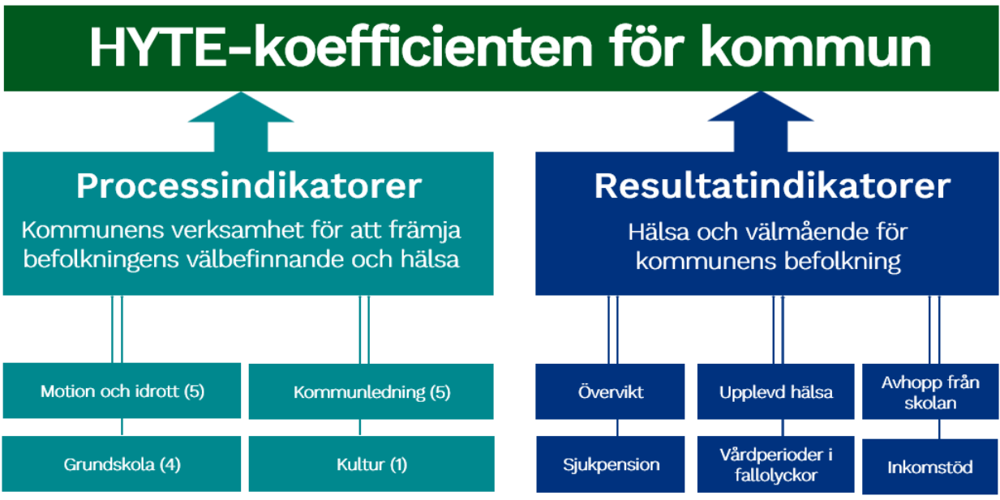 HYTE-koefficienten för kommun
Processindikatorer
Kommunens verksamhet för att främja
befolkningens välbefinnande och hälsa
Motion och idrott (5)
Kommunledning (5)
Grundskola (4)
Kultur (1)
Resultatindikatorer
Hälsa och välmående för
kommunens befolkning
Övervikt
Upplevd hälsa
Avhopp från
skolan
Sjukpension
Vårdperioder i
fallolyckor
Inkomstöd